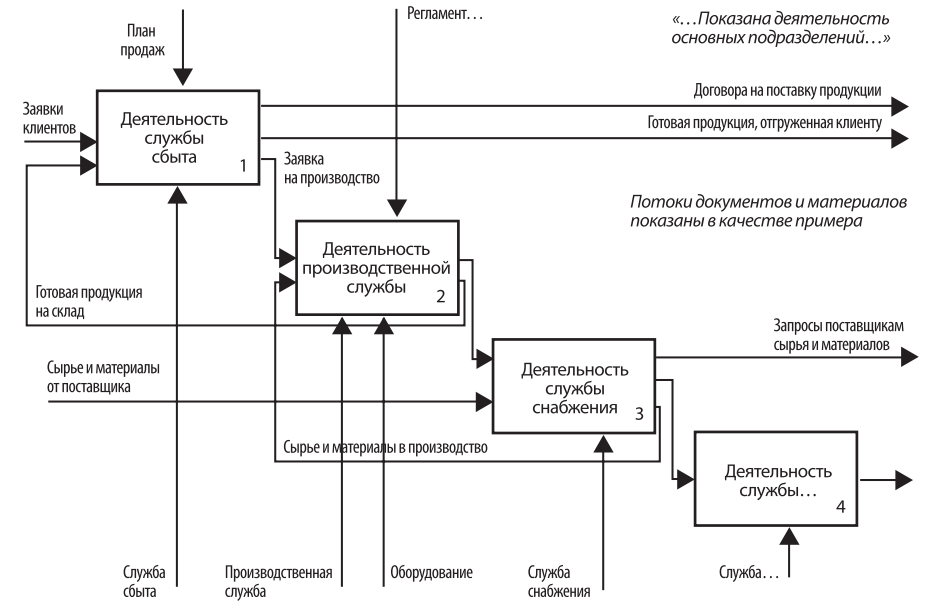 План
продаж
Регламент…
«…Показана деятельность
основных подразделений…»
Заявки
клиентов
Деятельность
службы
сбыта
1
Договора на поставку продукции
Готовая продукция, отгруженная клиенту
Заявка
на производство
Потоки документов и материалов
показаны в качестве примера
Деятельность
производственной
службы
2
Готовая продукция
на склад
Запросы поставщикам
сырья и материалов
Сырье и материалы
от поставщика
Деятельность
службы
снабжения
3
Сырье и материалы в производство
Деятельность
службы…
4
Служба
сбыта
Производственная
служба
Оборудование
Служба
снабжения
Служба…